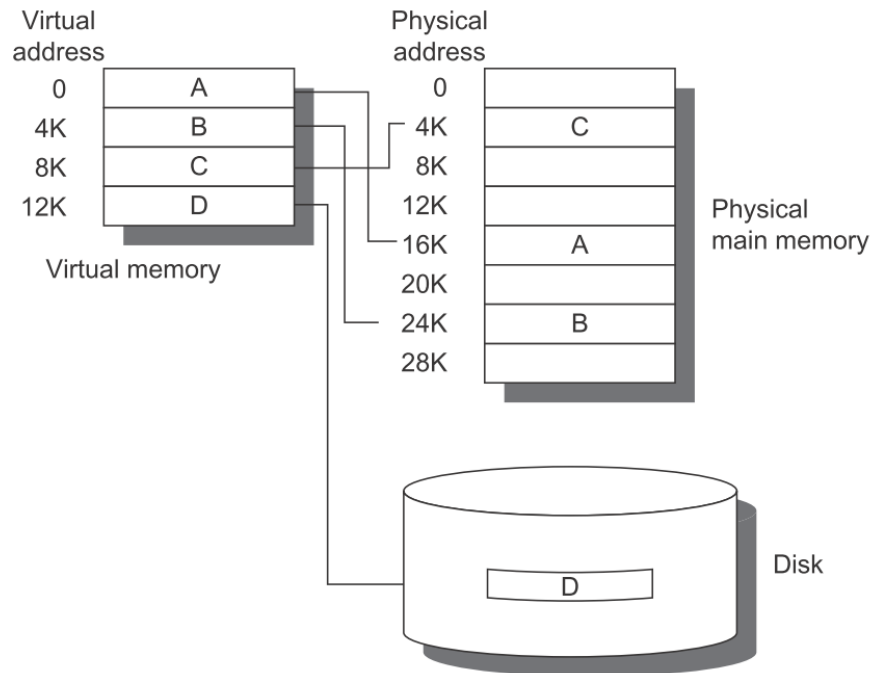 Virtual
address
0
A
4K
B
8K
C
12K
D
Virtual memory
Physical
address
0
4K
C
8K
12K
16K
A
20K
24K
B
28K
Physical
main memory
D
Disk